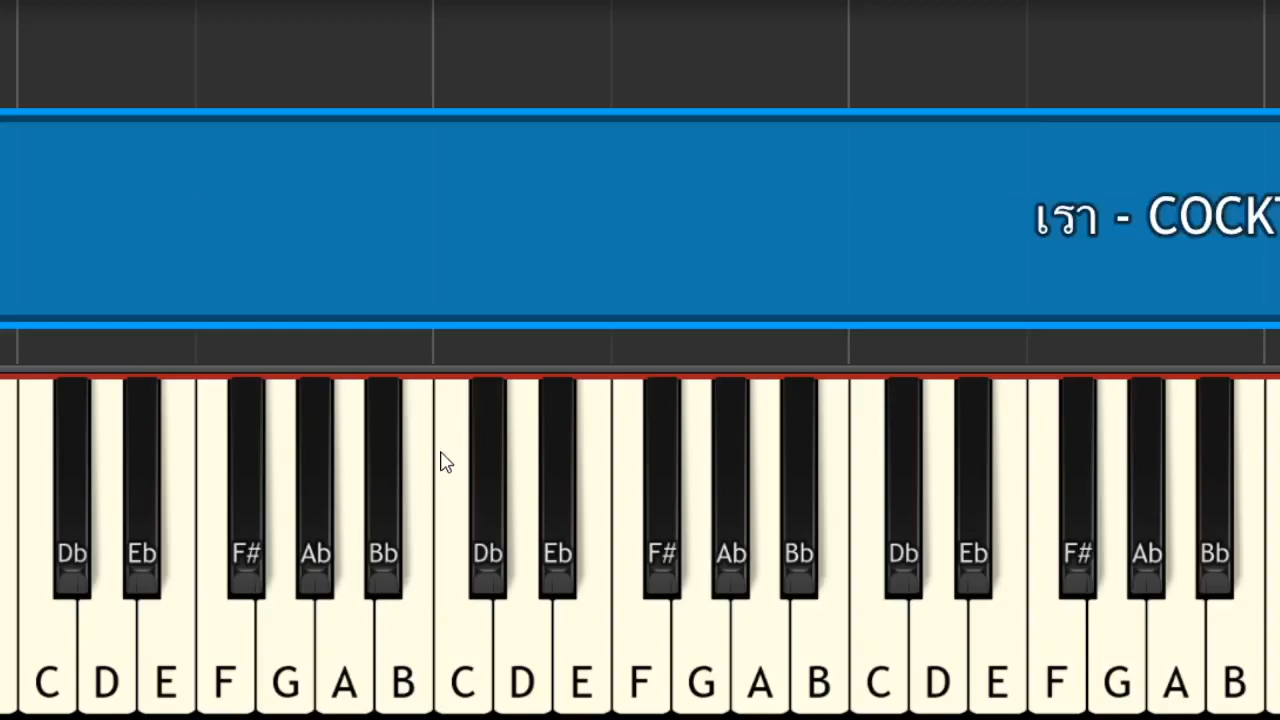 เรา - COCK
Db Eb F# Ab Bb Db Eb F# Ab Bb Db Eb F# Ab Bb
C D E F G A B C D E F G A B C D E F G A B